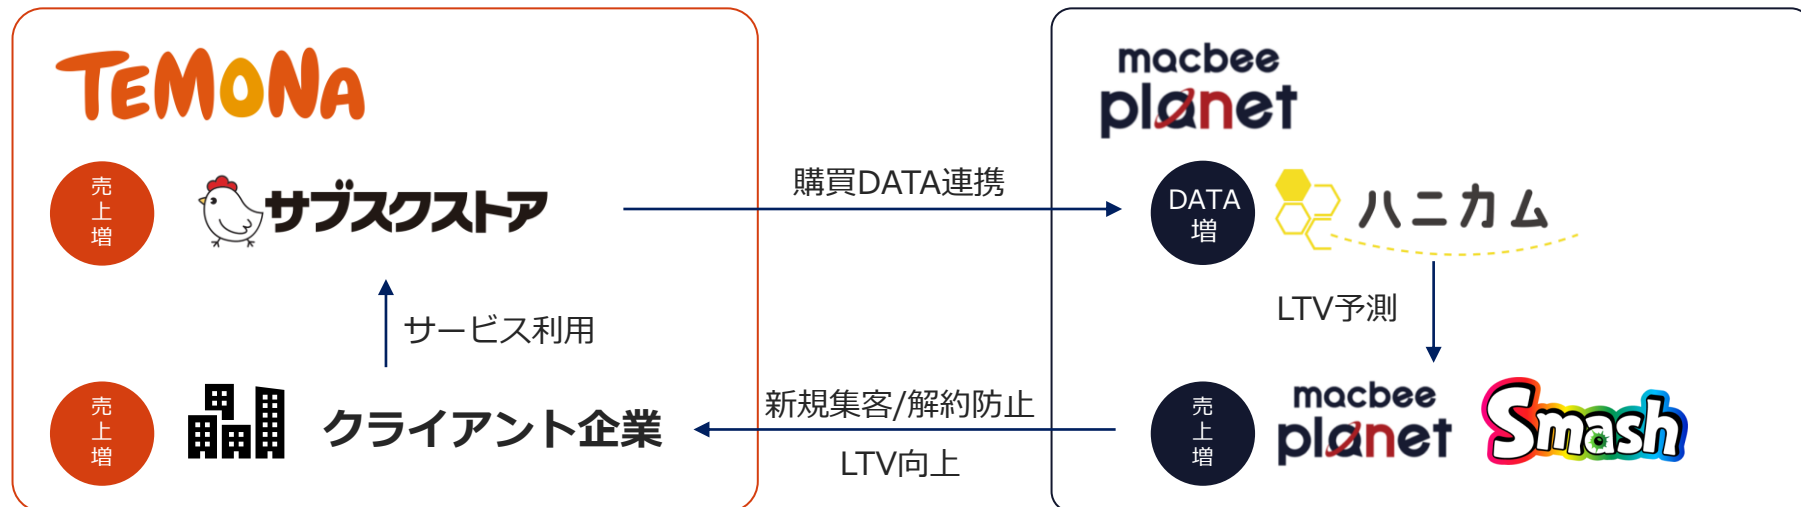 TEMONA
macbee
planet
売上増
サブスクストア
購買DATA連携
DATA
増
ハニカム
サービス利用
LTV予測
売上増
クライアント企業
新規集客/解約防止
LTV向上
売上増
macbee
planet
Smash